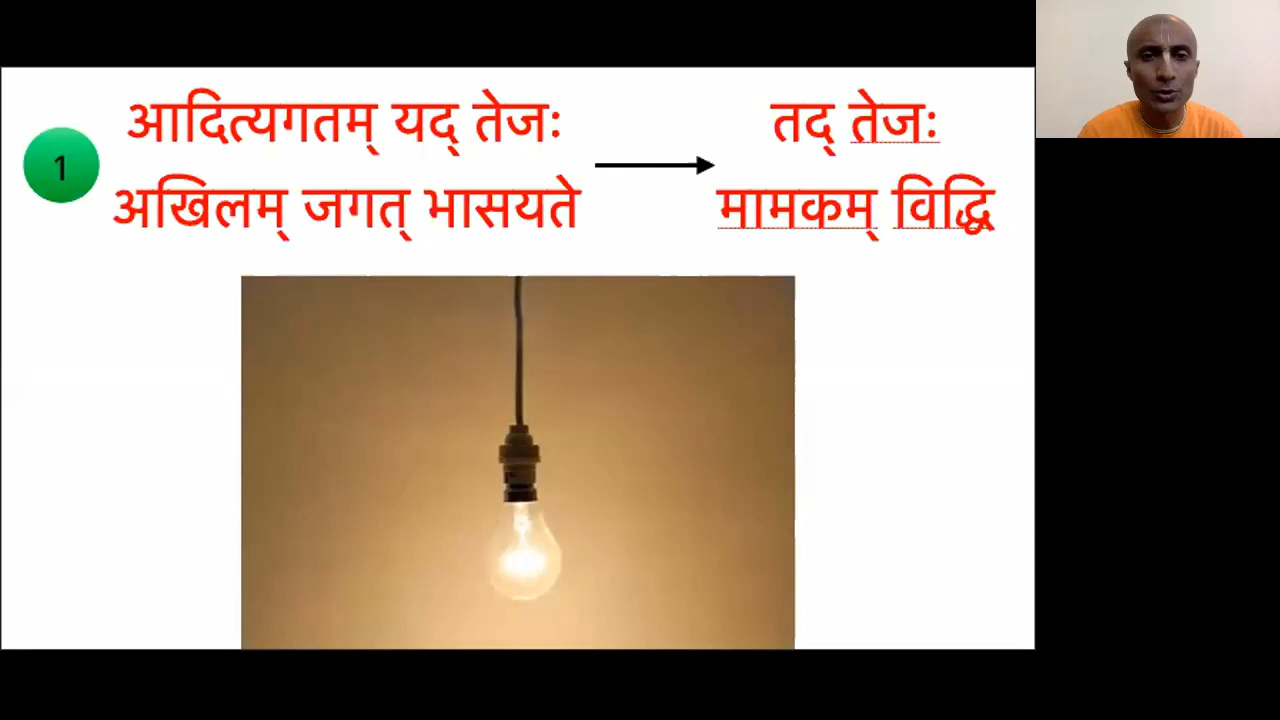 1
आदित्यगतम् यद् तेजः
अखिलम् जगत् भासयते
तद् तेजः
मामकम् विद्धि